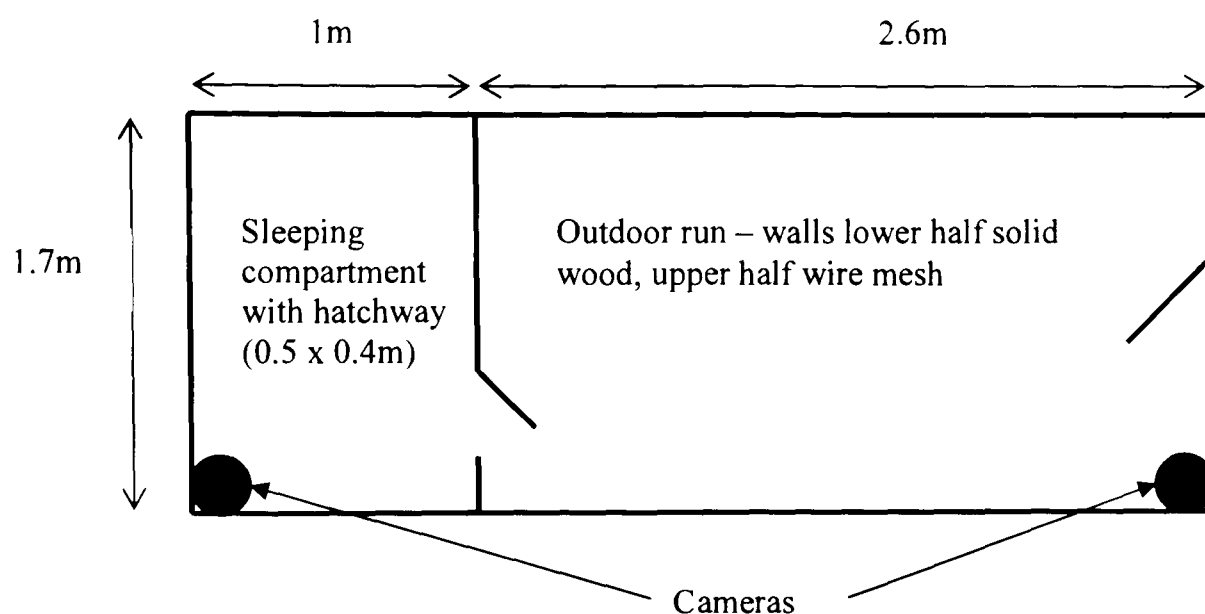 1m
2.6m
1.7m
Sleeping
compartment
with hatchway
(0.5 x 0.4m)
Outdoor run – walls lower half solid
wood, upper half wire mesh
Cameras